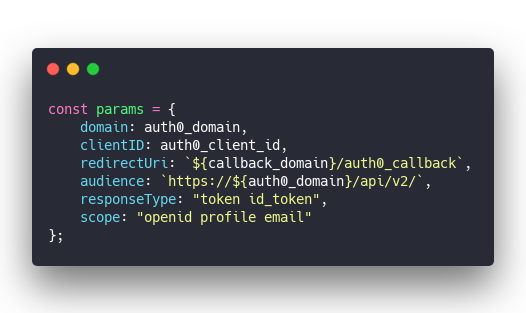 const params = {
    domain: auth0_domain,
    clientID: auth0_client_id,
    redirectUri: `${callback_domain}/auth0_callback`,
    audience: `https://${auth0_domain}/api/v2/`,
    responseType: "token id_token",
    scope: "openid profile email"
};